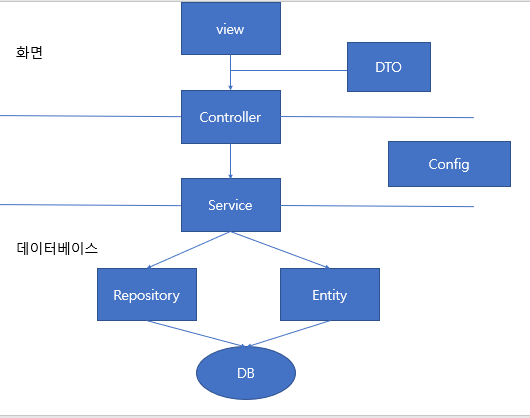 view
화면
DTO
Controller
Config
Service
데이터베이스
Repository
Entity
DB